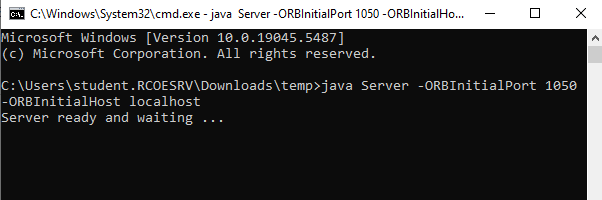 C:\Windows\System32\cmd.exe - java  Server -ORBInitialPort 1050 -ORBInitialHo...
Microsoft Windows [Version 10.0.19045.5487]
(c) Microsoft Corporation. All rights reserved.
C:\Users\student.RCOESRV\Downloads\temp>java Server -ORBInitialPort 1050
-ORBInitialHost localhost
Server ready and waiting ...